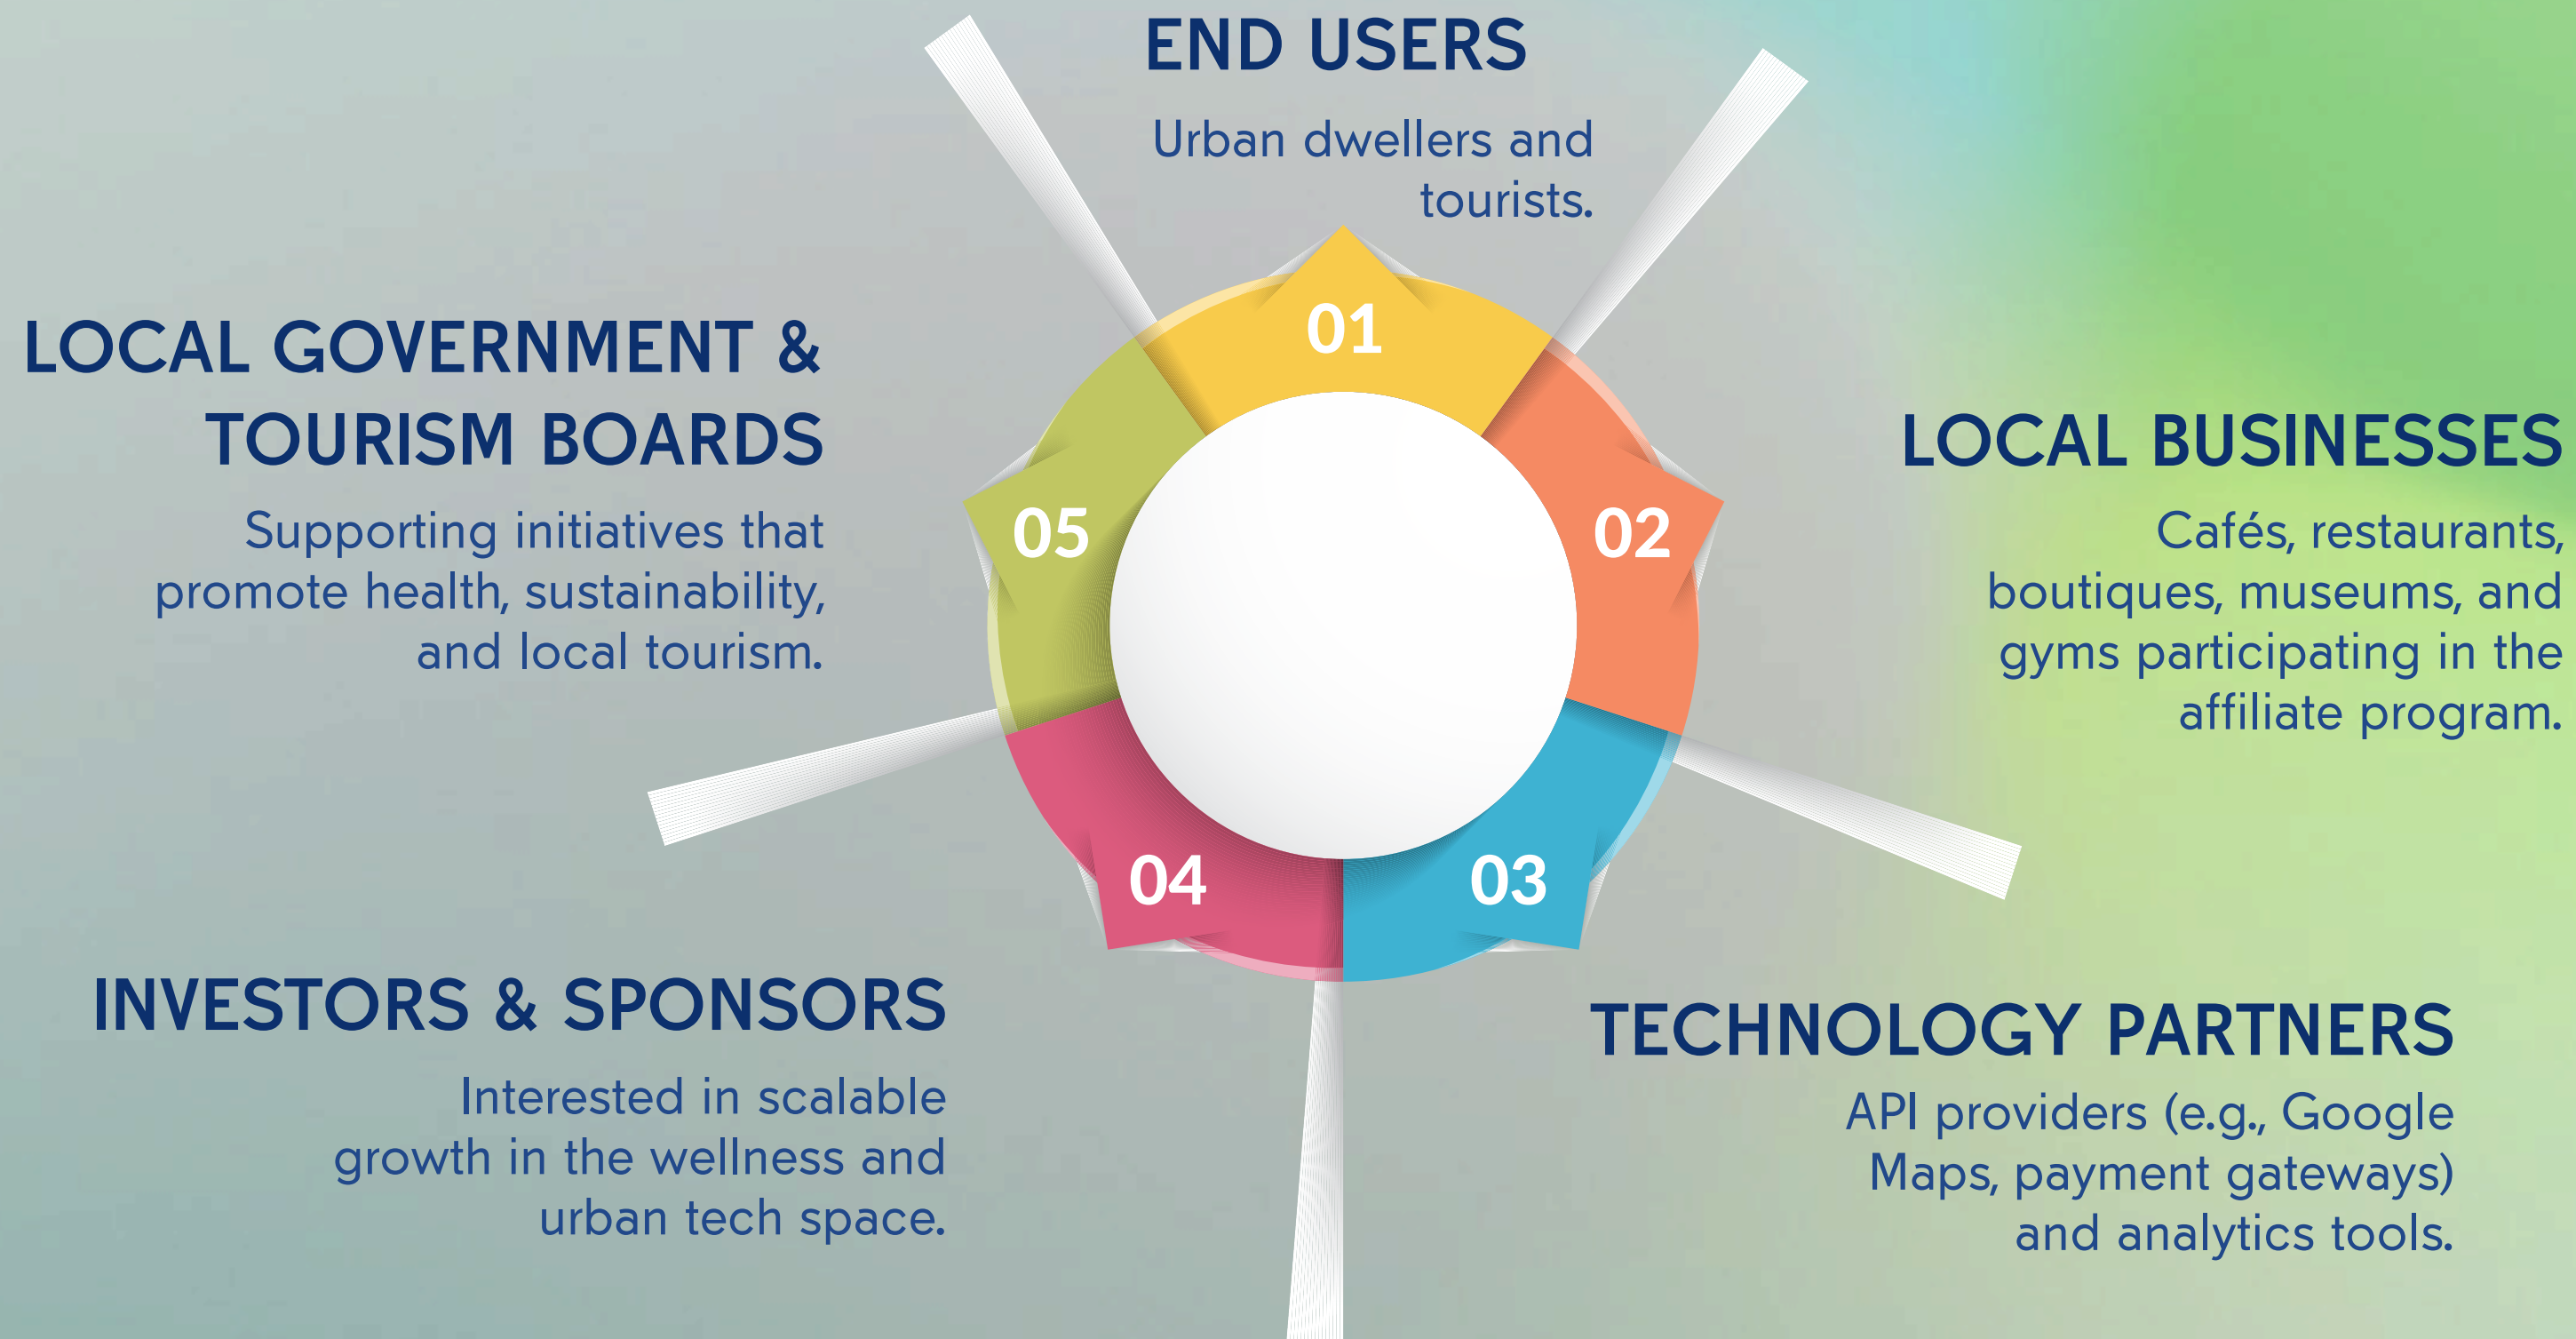 END USERS
Urban dwellers and
tourists.
01
LOCAL BUSINESSES
Cafés, restaurants,
boutiques, museums, and
gyms participating in the
affiliate program.
02
TECHNOLOGY PARTNERS
API providers (e.g., Google
Maps, payment gateways)
and analytics tools.
03
INVESTORS & SPONSORS
Interested in scalable
growth in the wellness and
urban tech space.
04
LOCAL GOVERNMENT &
TOURISM BOARDS
Supporting initiatives that
promote health, sustainability,
and local tourism.
05